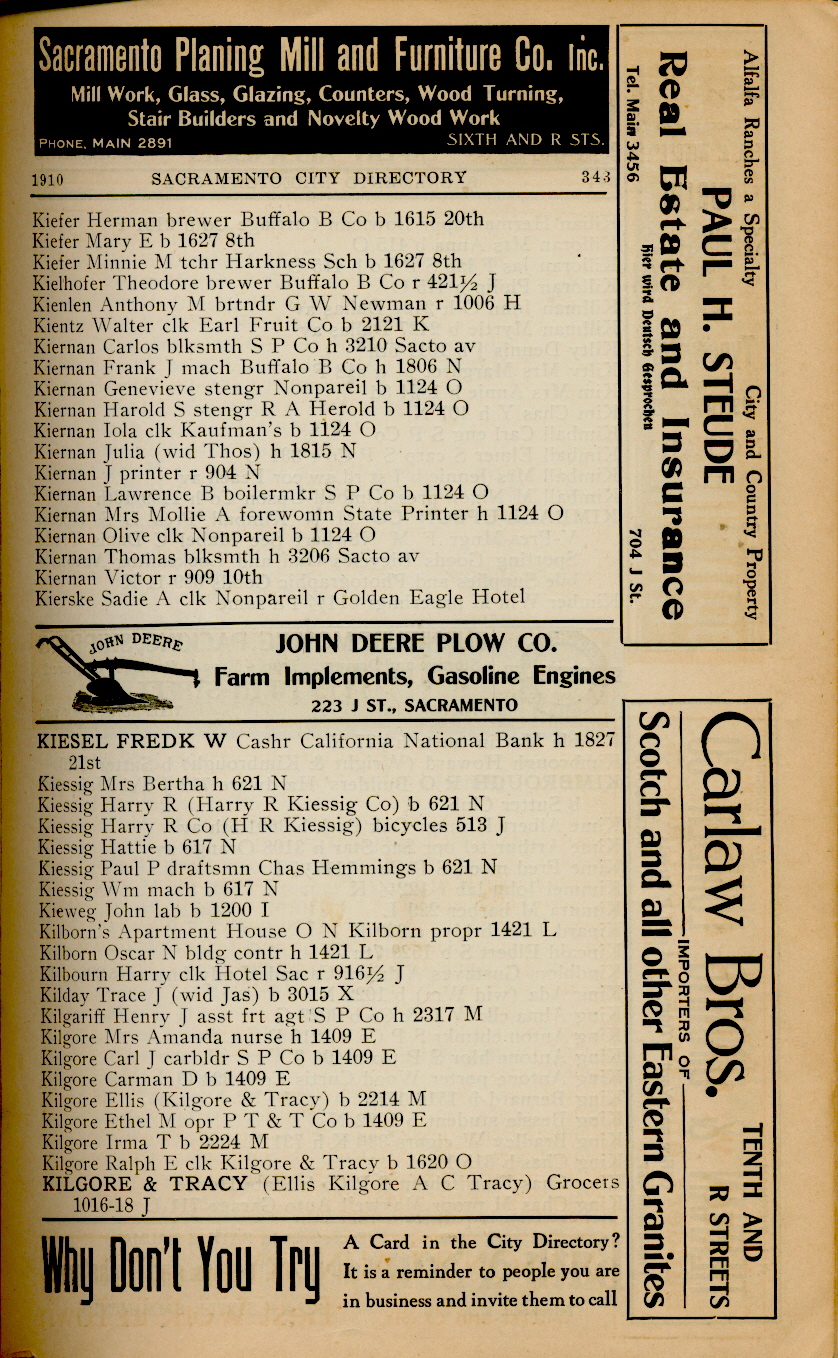 Sacramento Planing Mill and Furniture Co. Inc.
Mill Work, Glass, Glazing, Counters, Wood Turning,
Stair Builders and Novelty Wood Work
PHONE, MAIN 2891 SIXTH AND R STS.
1910 SACRAMENTO CITY DIRECTORY 343
Kiefer Herman brewer Buffalo B Co b 1615 20th
Kiefer Mary E b 1627 8th
Kiefer Minnie M tchr Harkness Sch b 1627 8th
Kielhofer Theodore brewer Buffalo B Co r 421½ J
Kienlen Anthony M brtndr G W Newman r 1006 H
Kientz Walter clk Earl Fruit Co b 2121 K
Kiernan Carlos blksmth S P Co h 3210 Sacto av
Kiernan Frank J mach Buffalo B Co h 1806 N
Kiernan Genevieve stengr Nonpareil b 1124 O
Kiernan Harold S stengr R A Herold b 1124 O
Kiernan Iola clk Kaufman's b 1124 O
Kiernan Julia (wid Thos) h 1815 N
Kiernan J printer r 904 N
Kiernan Lawrence B boilermkr S P Co b 1124 O
Kiernan Mrs Mollie A forewomn State Printer h 1124 O
Kiernan Olive clk Nonpareil b 1124 O
Kiernan Thomas blksmth h 3206 Sacto av
Kiernan Victor r 909 10th
Kierske Sadie A clk Nonpareil r Golden Eagle Hotel
JOHN DEERE
JOHN DEERE PLOW CO.
Farm Implements, Gasoline Engines
223 J ST., SACRAMENTO
KIESEL FREDK W Cashr California National Bank h 1827
21st
Kiessig Mrs Bertha h 621 N
Kiessig Harry R (Harry R Kiessig Co) b 621 N
Kiessig Harry R Co (H R Kiessig) bicycles 513 J
Kiessig Hattie b 617 N
Kiessig Paul P draftsmn Chas Hemmings b 621 N
Kiessig Wm mach b 617 N
Kieweg John lab b 1200 I
Kilborn's Apartment House O N Kilborn propr 1421 L
Kilborn Oscar N bldg contr h 1421 L
Kilbourn Harry clk Hotel Sac r 916½ J
Kilday Trace J (wid Jas) b 3015 X
Kilgariff Henry J asst frt agt S P Co h 2317 M
Kilgore Mrs Amanda nurse h 1409 E
Kilgore Carl J carbldr S P Co b 1409 E
Kilgore Carman D b 1409 E
Kilgore Ellis (Kilgore & Tracy) b 2214 M
Kilgore Ethel M opr P T & T Co b 1409 E
Kilgore Irma T b 2224 M
Kilgore Ralph E clk Kilgore & Tracy b 1620 O
KILGORE & TRACY (Ellis Kilgore A C Tracy) Grocers
1016-18 J
Why Don't You Try
A Card in the City Directory?
It is a reminder to people you are
in business and invite them to call
Alfalfa Ranches a Specialty City and Country Property
PAUL H. STEUDE
Real Estate and Insurance
Hier wird Deutsch Gesprochen
Tel. Main 3456 704 J St.
Carlaw Bros.
TENTH AND
R STREETS
IMPORTERS OF
Scotch and all other Eastern Granites